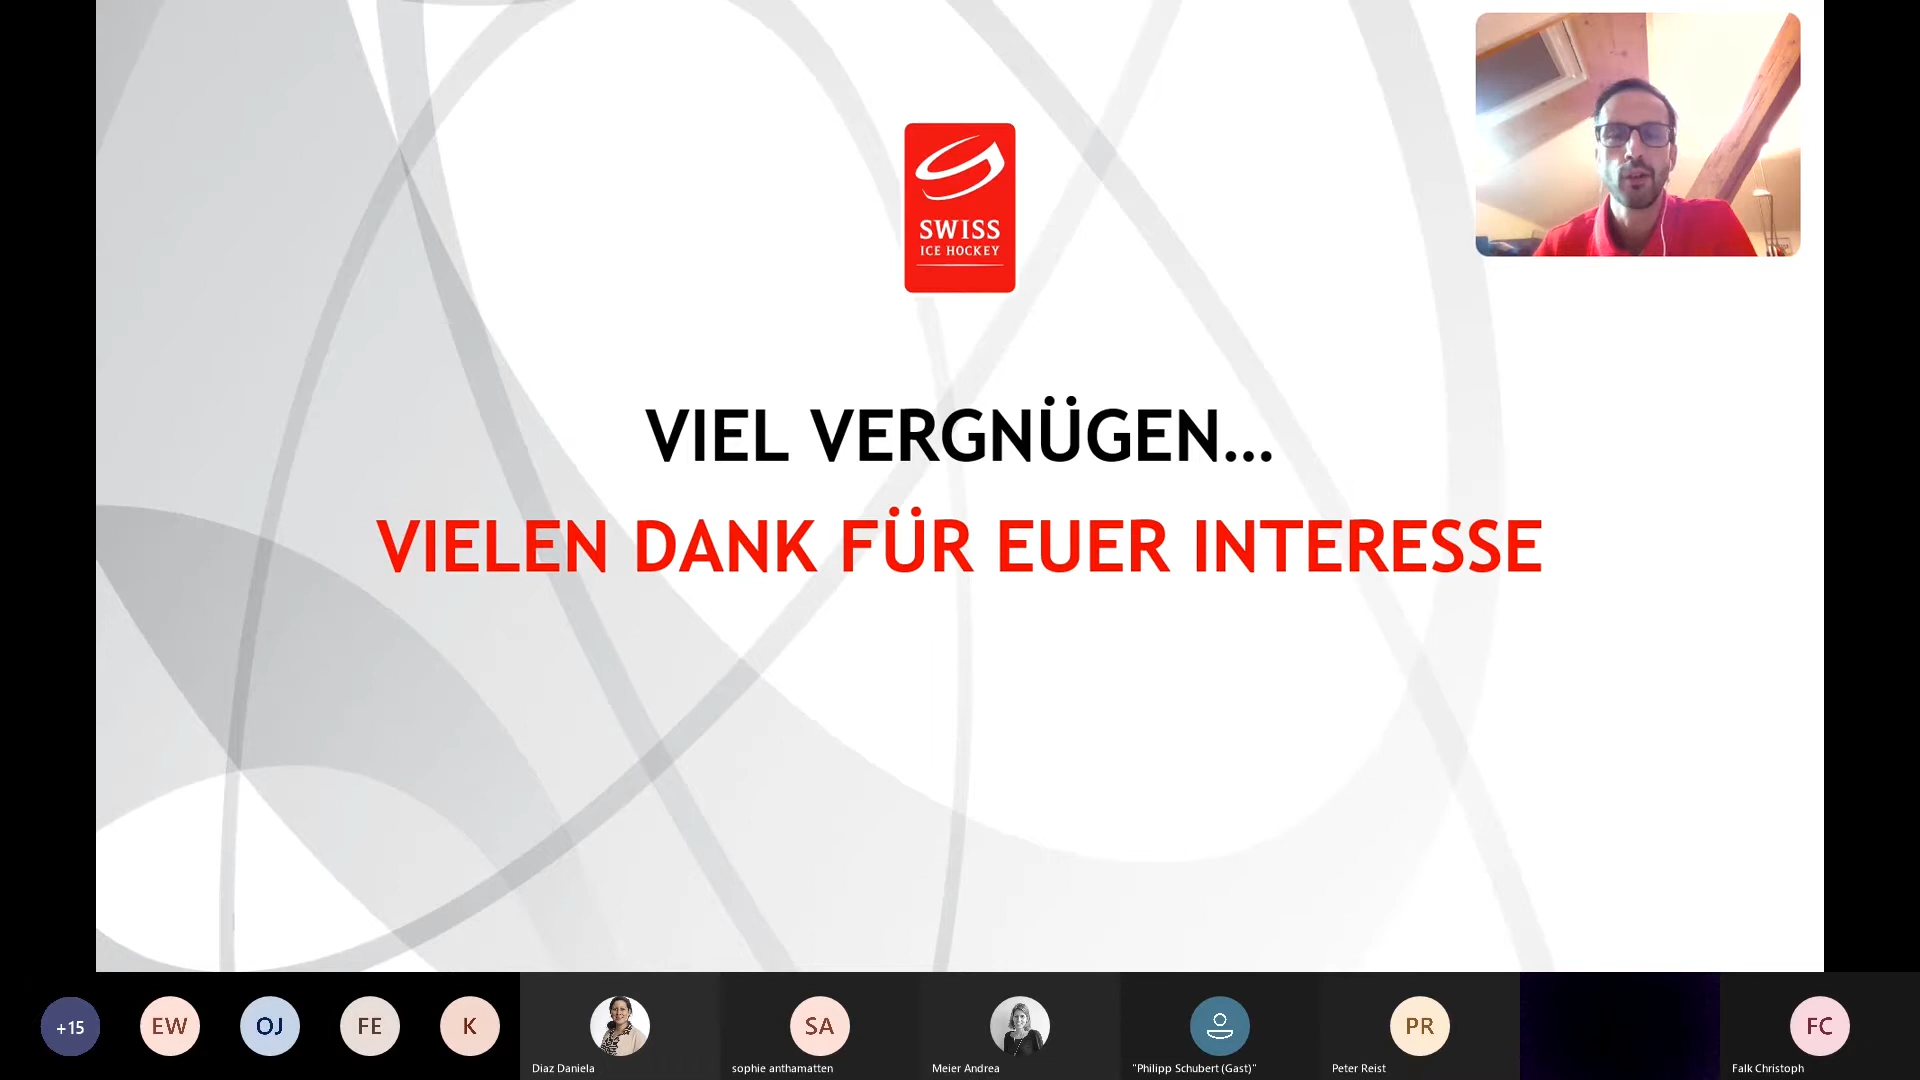 SWISS
ICE HOCKEY
VIEL VERGNÜGEN...
VIELEN DANK FÜR EUER INTERESSE
+15
EW
OJ
FE
K
SA
PR
FC
Diaz Daniela
sophie anthamatten
Meier Andrea
"Philipp Schubert (Gast)"
Peter Reist
Falk Christoph